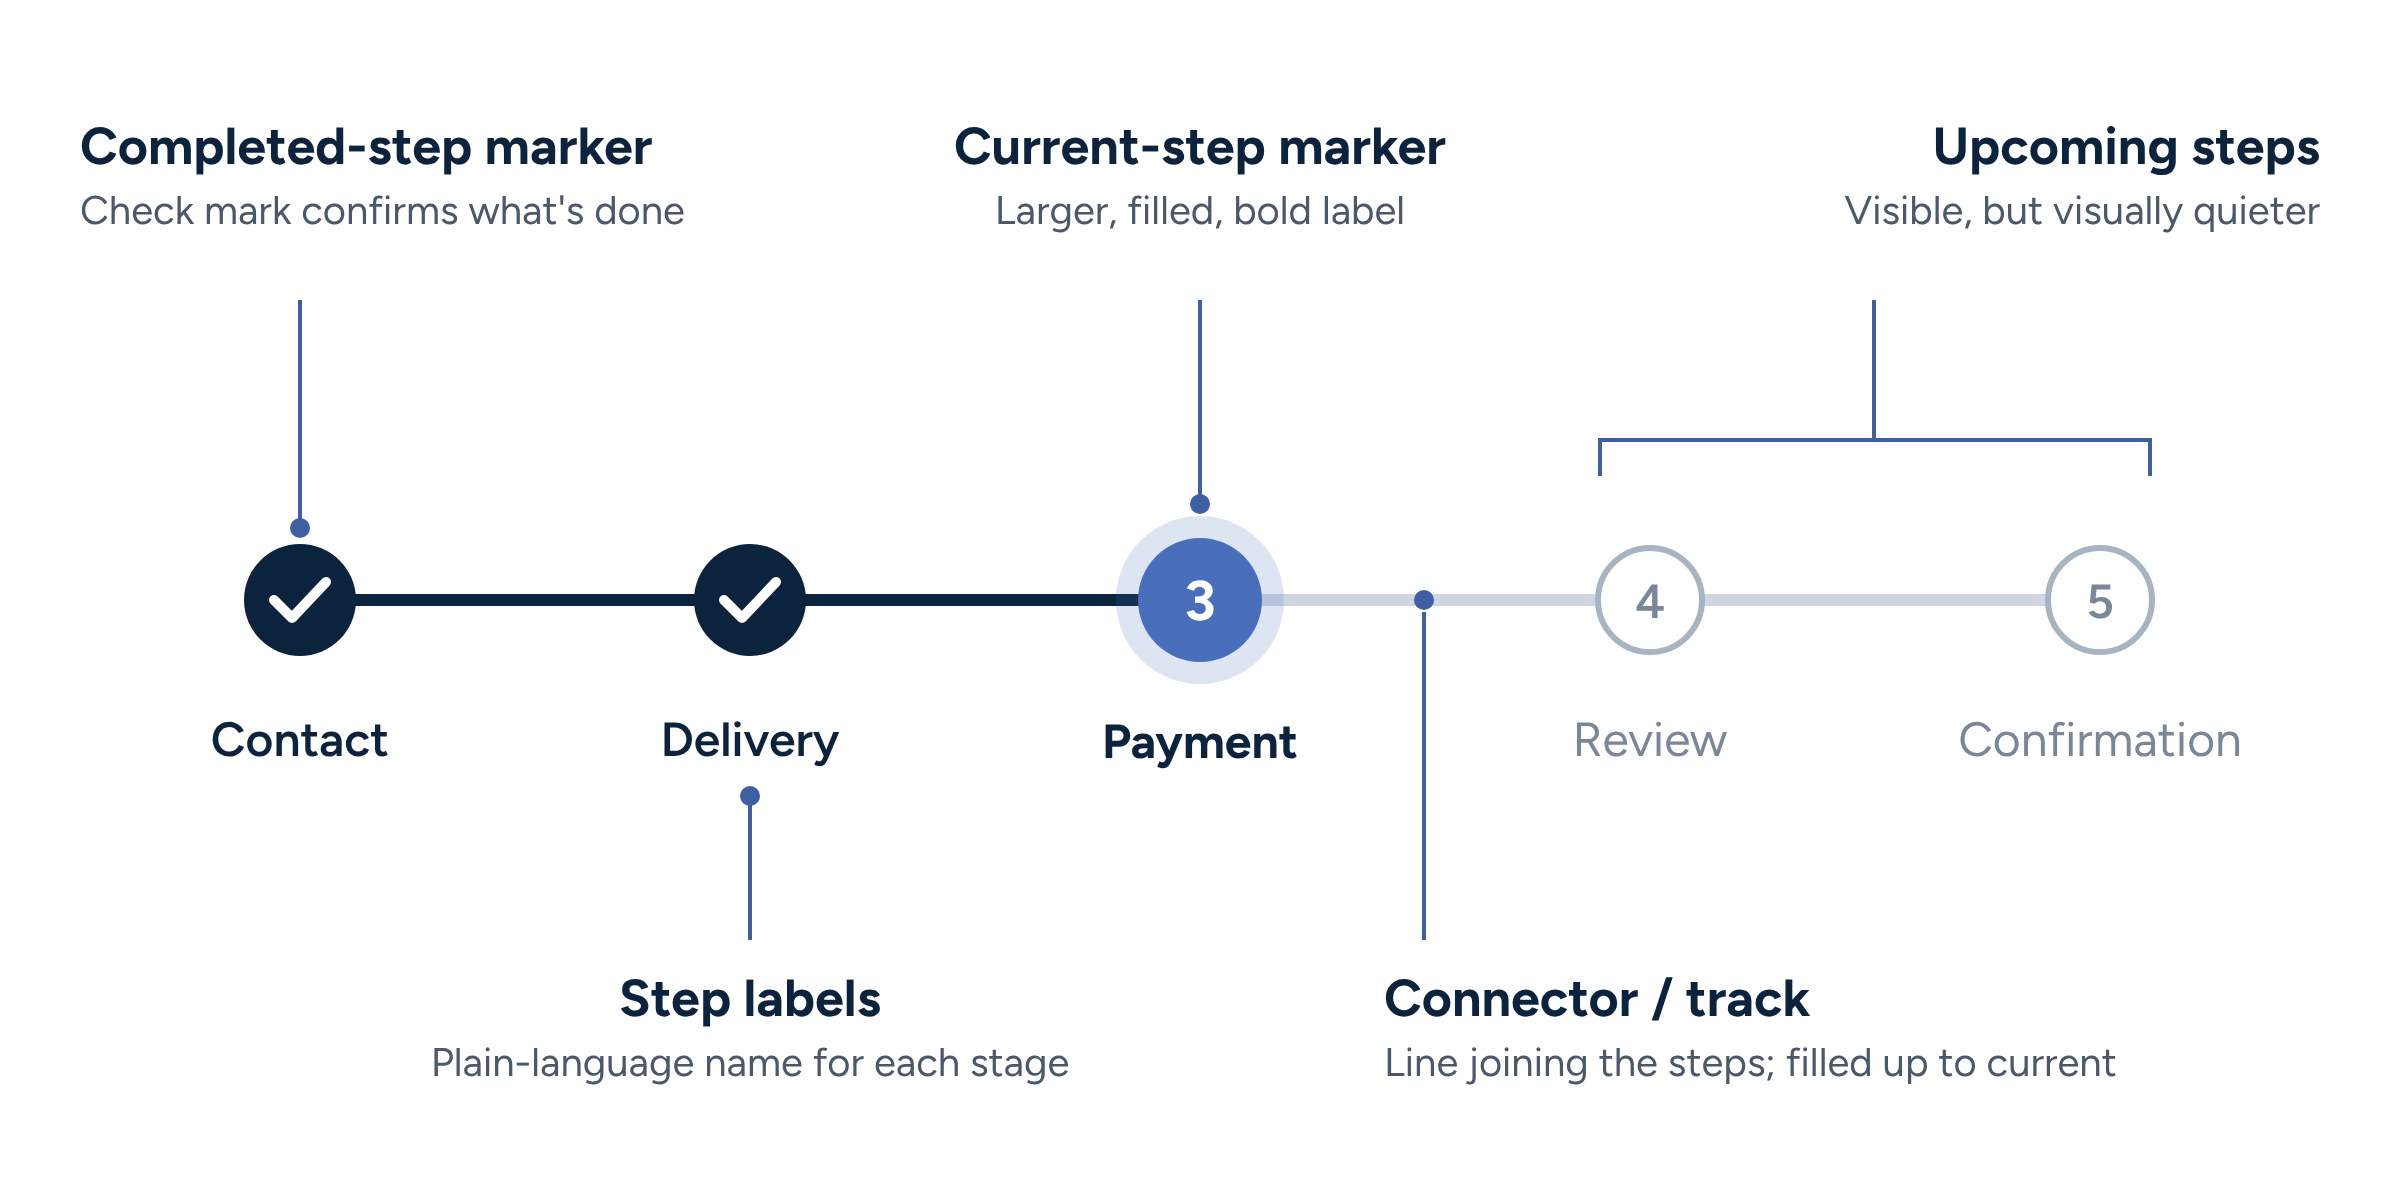 Completed-step marker
Check mark confirms what's done
Current-step marker
Larger, filled, bold label
Upcoming steps
Visible, but visually quieter
3
4
5
Contact
Delivery
Payment
Review
Confirmation
Step labels
Plain-language name for each stage
Connector / track
Line joining the steps; filled up to current